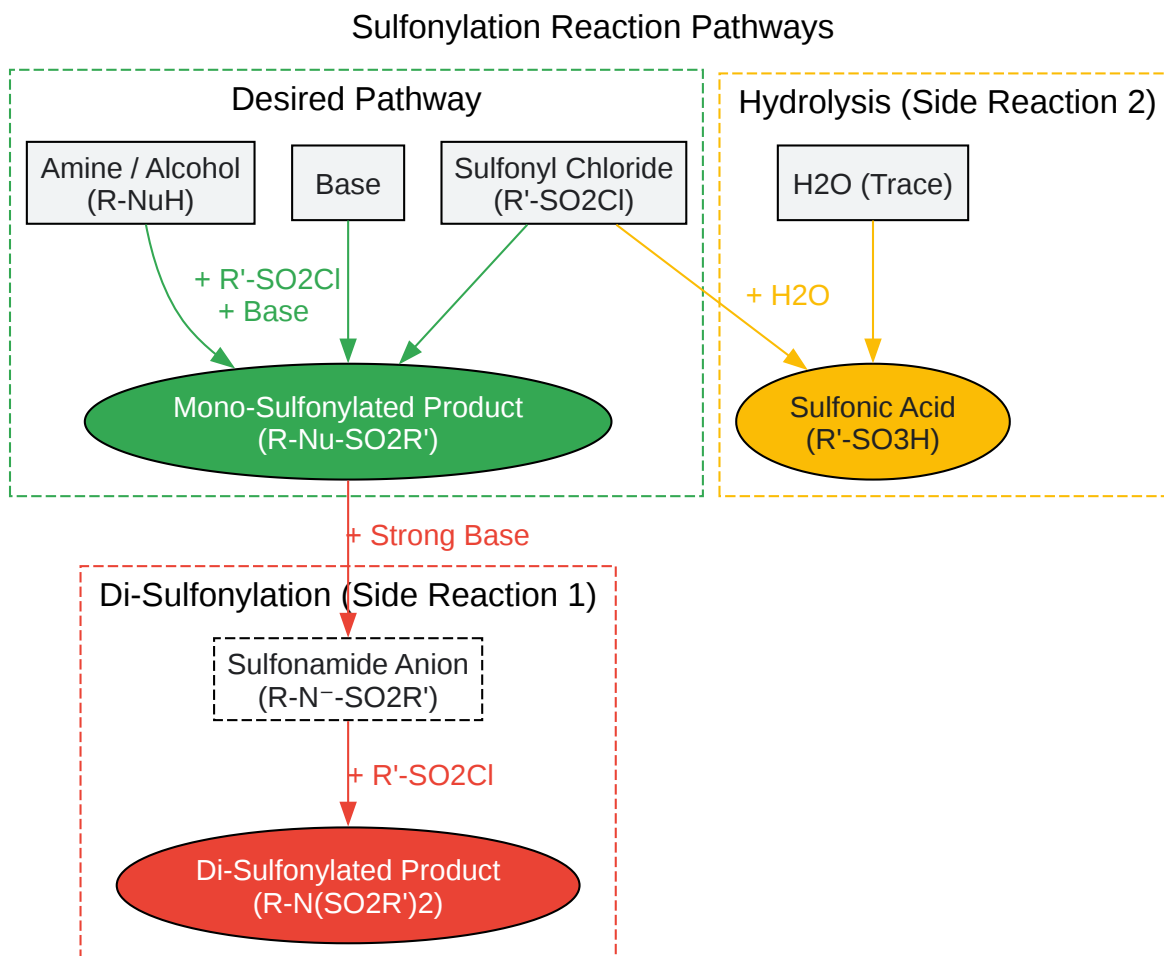 Sulfonylation Reaction Pathways
Desired Pathway
Hydrolysis (Side Reaction 2)
Amine / Alcohol
(R-NuH)
Base
Sulfonyl Chloride
(R'-SO2Cl)
H2O (Trace)
+ R'-SO2Cl
+ Base
+ H2O
Mono-Sulfonylated Product
(R-Nu-SO2R')
Sulfonic Acid
(R'-SO3H)
+ Strong Base
Di-Sulfonylation (Side Reaction 1)
Sulfonamide Anion
(R-N⁻-SO2R')
+ R'-SO2Cl
Di-Sulfonylated Product
(R-N(SO2R')2)